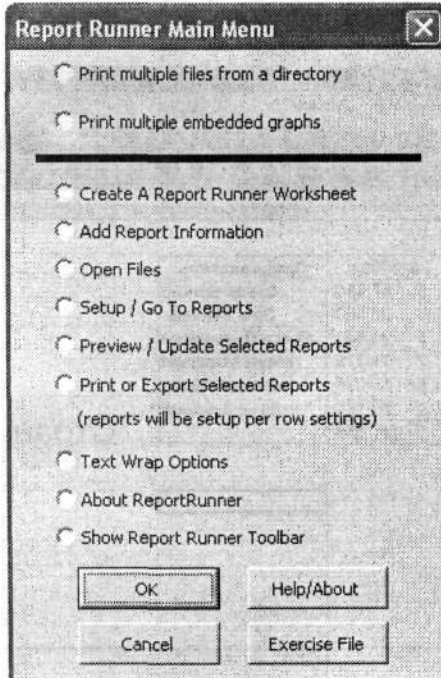 Report Runner Main Menu
Print multiple files from a directory
Print multiple embedded graphs
Create A Report Runner Worksheet
Add Report Information
Open Files
Setup / Go To Reports
Preview / Update Selected Reports
Print or Export Selected Reports
(reports will be setup per row settings)
Text Wrap Options
About ReportRunner
Show Report Runner Toolbar
OK Help/About
Cancel Exercise File